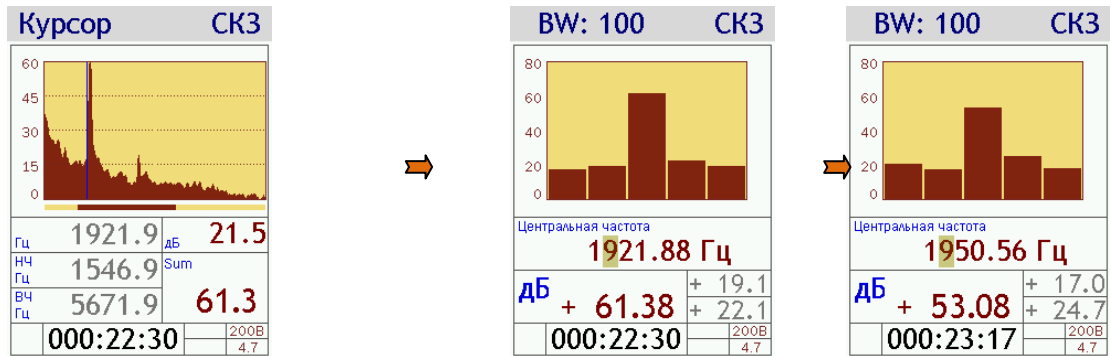 Курсор СКЗ
60
45
30
15
0
Гц 1921.9 дБ 21.5
НЧ Гц 1546.9 Sum
ВЧ Гц 5671.9 61.3
000:22:30 200В 4.7
BW: 100 СКЗ
80
60
40
20
0
Центральная частота
1921.88 Гц
дБ + 61.38 + 19.1
+ 22.1
000:22:30 200В 4.7
BW: 100 СКЗ
80
60
40
20
0
Центральная частота
1950.56 Гц
дБ + 53.08 + 17.0
+ 24.7
000:23:17 200В 4.7